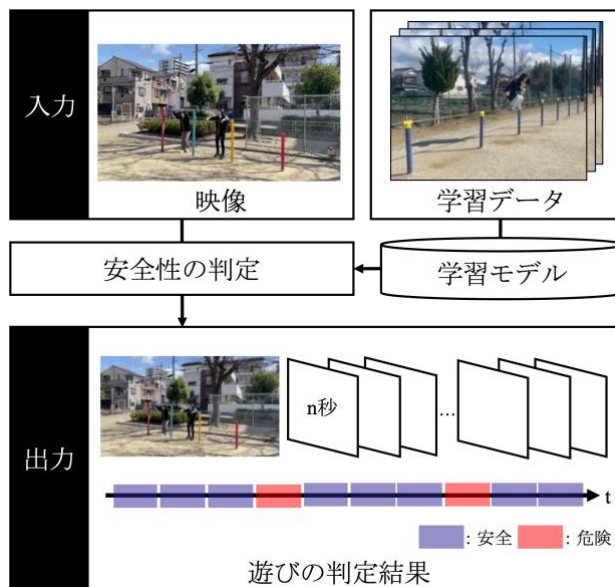 入力
映像
学習データ
安全性の判定
学習モデル
出力
n秒
...
t
: 安全
: 危険
遊びの判定結果